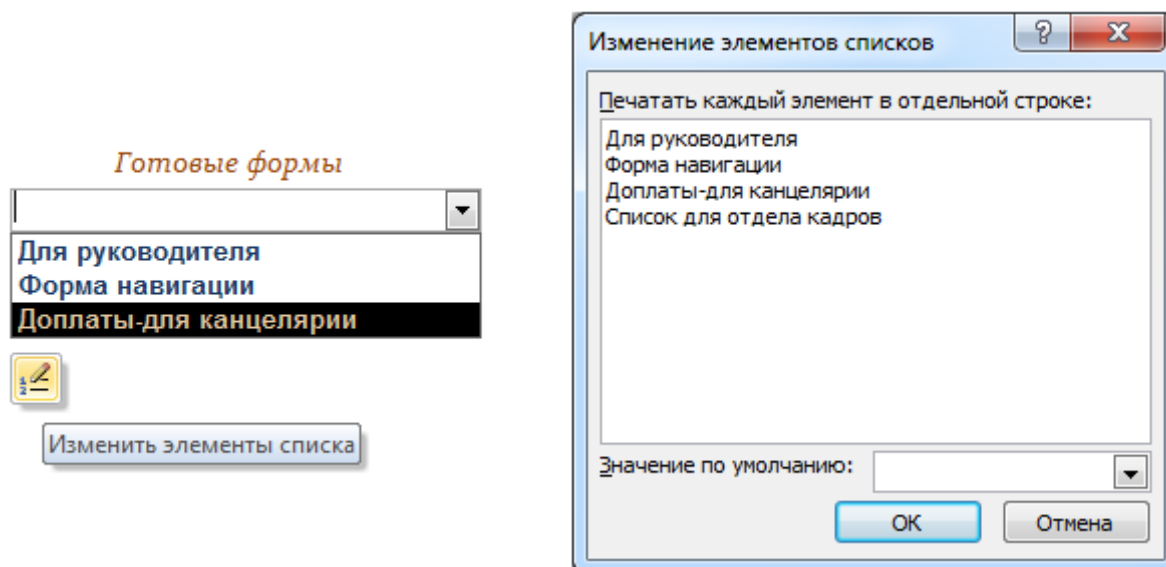 Готовые формы
Для руководителя
Форма навигации
Доплаты-для канцелярии
Изменить элементы списка
Изменение элементов списков
Печатать каждый элемент в отдельной строке:
Для руководителя
Форма навигации
Доплаты-для канцелярии
Список для отдела кадров
Значение по умолчанию:
ОК
Отмена